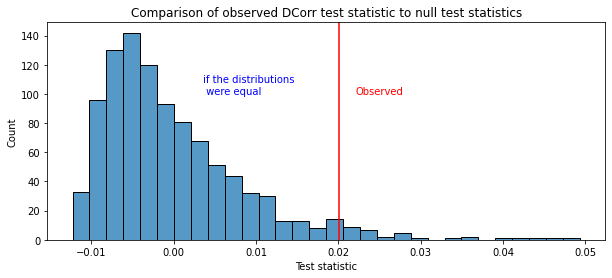 Comparison of observed DCorr test statistic to null test statistics
140
120
100
80
60
40
20
0
Count
if the distributions
were equal
Observed
−0.01
0.00
0.01
0.02
0.03
0.04
0.05
Test statistic